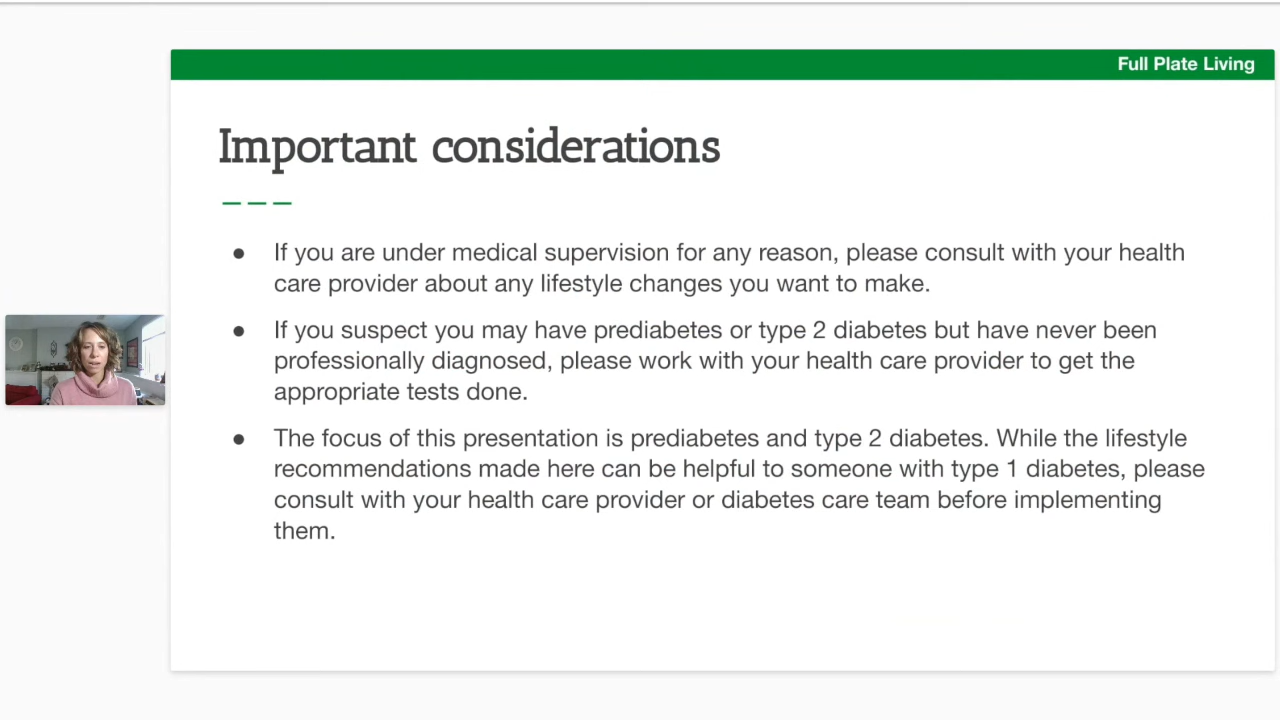 Full Plate Living
Important considerations
● If you are under medical supervision for any reason, please consult with your health
care provider about any lifestyle changes you want to make.
● If you suspect you may have prediabetes or type 2 diabetes but have never been
professionally diagnosed, please work with your health care provider to get the
appropriate tests done.
● The focus of this presentation is prediabetes and type 2 diabetes. While the lifestyle
recommendations made here can be helpful to someone with type 1 diabetes, please
consult with your health care provider or diabetes care team before implementing
them.